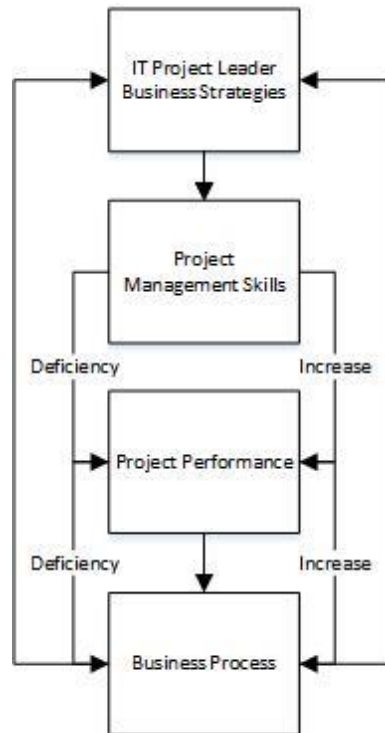 IT Project Leader
Business Strategies
Project
Management Skills
Deficiency
Increase
Project Performance
Deficiency
Increase
Business Process